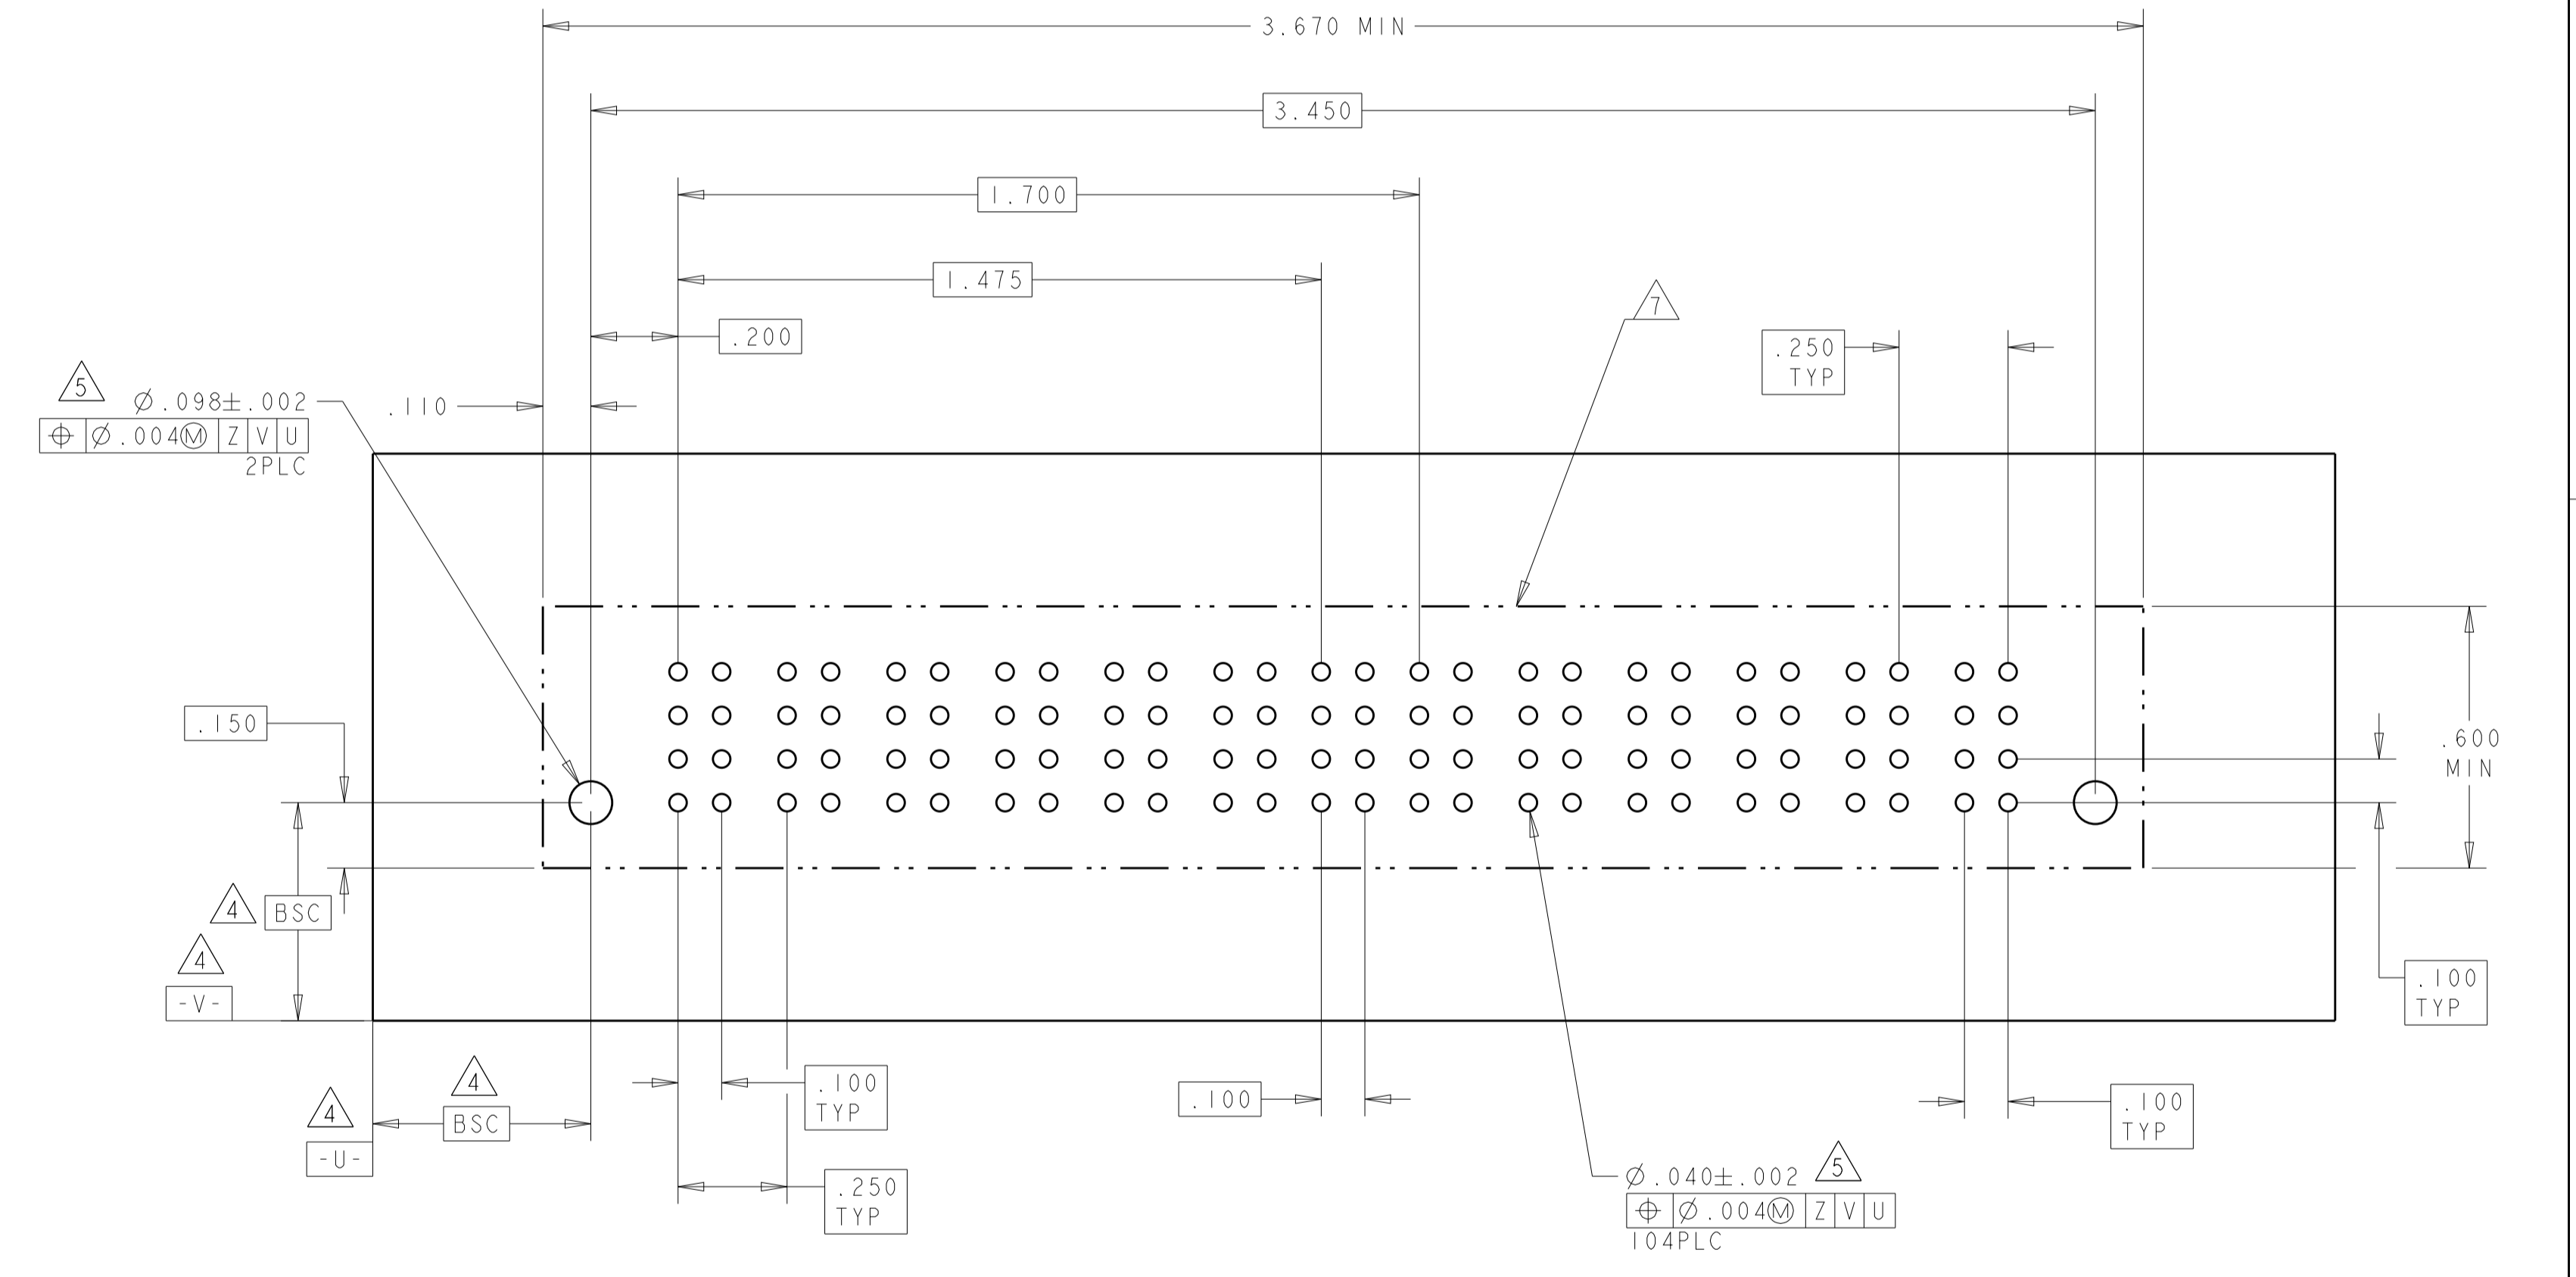 3.670 MIN
3.450
1.700
1.475
.200
7
.250
TYP
5
Ø.098±.002
⌖ Ø.004Ⓜ Z V U
2PLC
.110
.150
.600
MIN
4
BSC
4
-V-
.100
TYP
4
BSC
4
-U-
.100
TYP
.250
TYP
.100
.100
TYP
Ø.040±.002 5
⌖ Ø.004Ⓜ Z V U
104PLC